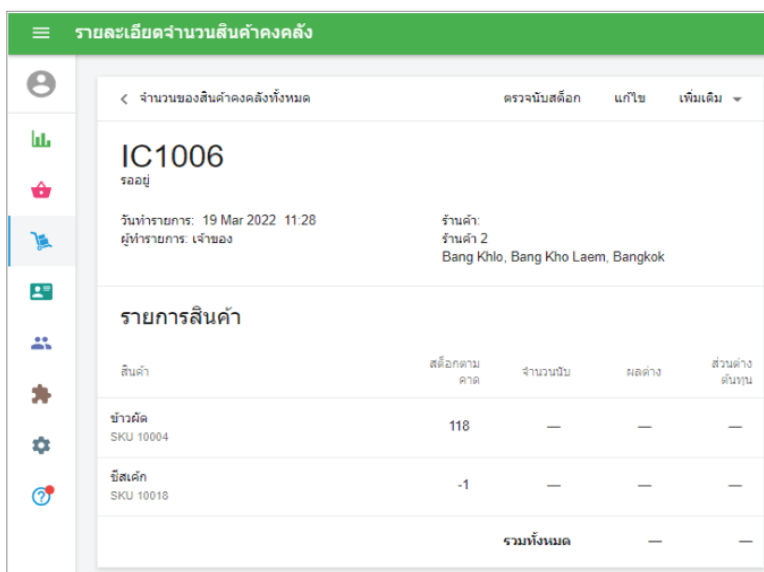 รายละเอียดจำนวนสินค้าคงคลัง
จำนวนของสินค้าคงคลังทั้งหมด ตรวจนับสต็อก แก้ไข เพิ่มเติม
IC1006
รออยู่
วันทำรายการ: 19 Mar 2022 11:28 ร้านค้า:
ผู้ทำรายการ: เจ้าของ ร้านค้า 2
Bang Khlo, Bang Kho Laem, Bangkok
รายการสินค้า
สินค้า สต็อกตาม จำนวนนับ ผลต่าง ส่วนต่าง
คาด ต้นทุน
ข้าวผัด 118 — — —
SKU 10004
ชีสเค้ก -1 — — —
SKU 10018
รวมทั้งหมด — —